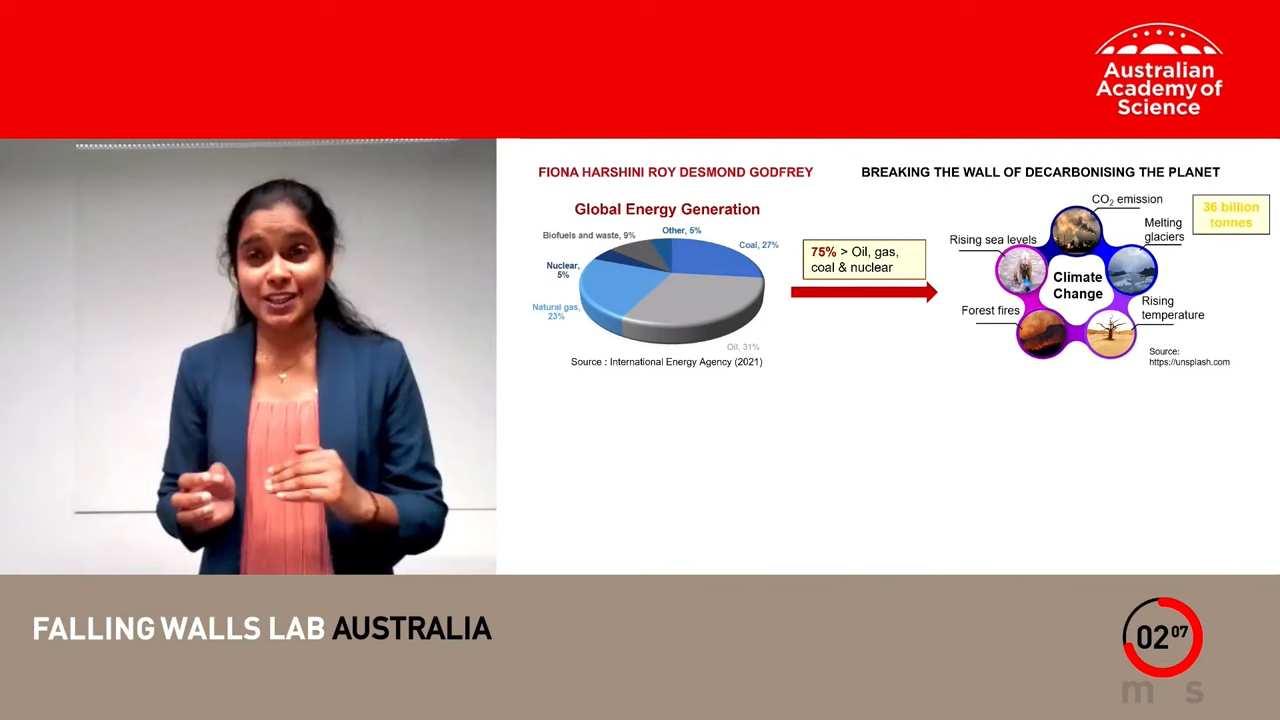 Australian
Academy of
Science
FIONA HARSHINI ROY DESMOND GODFREY
BREAKING THE WALL OF DECARBONISING THE PLANET
Global Energy Generation
Biofuels and waste, 9%
Other, 5%
Coal, 27%
Nuclear,
5%
Natural gas,
23%
Oil, 31%
Source : International Energy Agency (2021)
75% > Oil, gas,
coal & nuclear
CO₂ emission
36 billion
tonnes
Melting
glaciers
Rising sea levels
Climate
Change
Forest fires
Rising
temperature
Source:
https://unsplash.com
FALLING WALLS LAB AUSTRALIA
02 07
m s